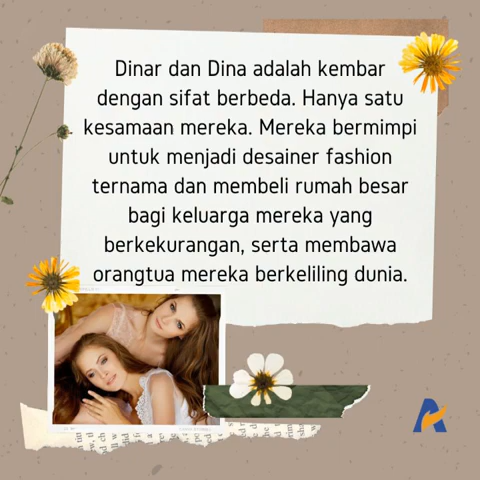 Dinar dan Dina adalah kembar
dengan sifat berbeda. Hanya satu
kesamaan mereka. Mereka bermimpi
untuk menjadi desainer fashion
ternama dan membeli rumah besar
bagi keluarga mereka yang
berkekurangan, serta membawa
orangtua mereka berkeliling dunia.